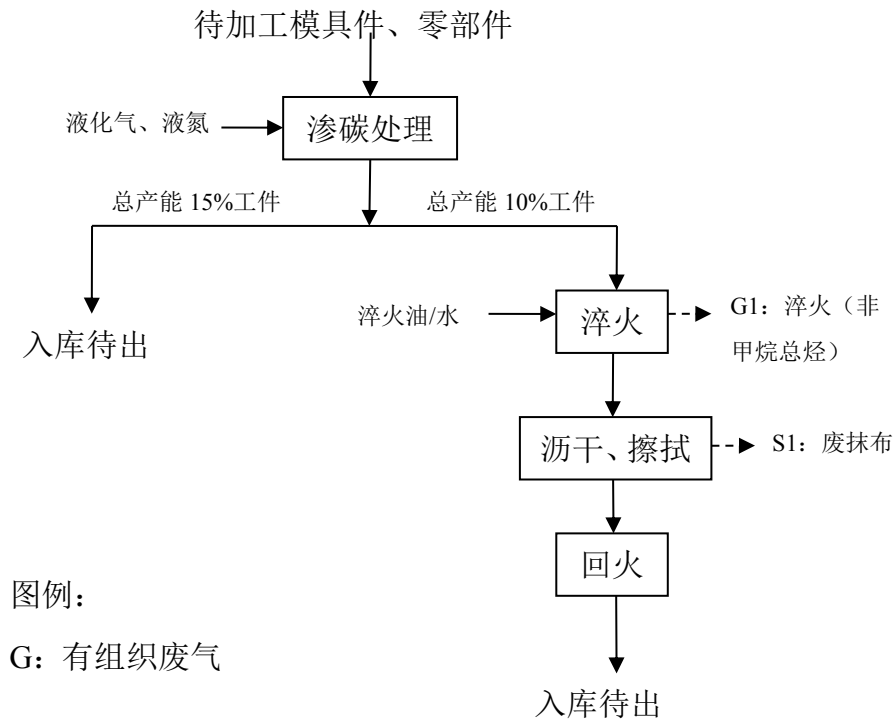 待加工模具件、零部件
液化气、液氮
渗碳处理
总产能 15%工件
总产能 10%工件
入库待出
淬火油/水
淬火
G1：淬火（非
甲烷总烃）
沥干、擦拭
S1：废抹布
回火
图例：
G：有组织废气
入库待出